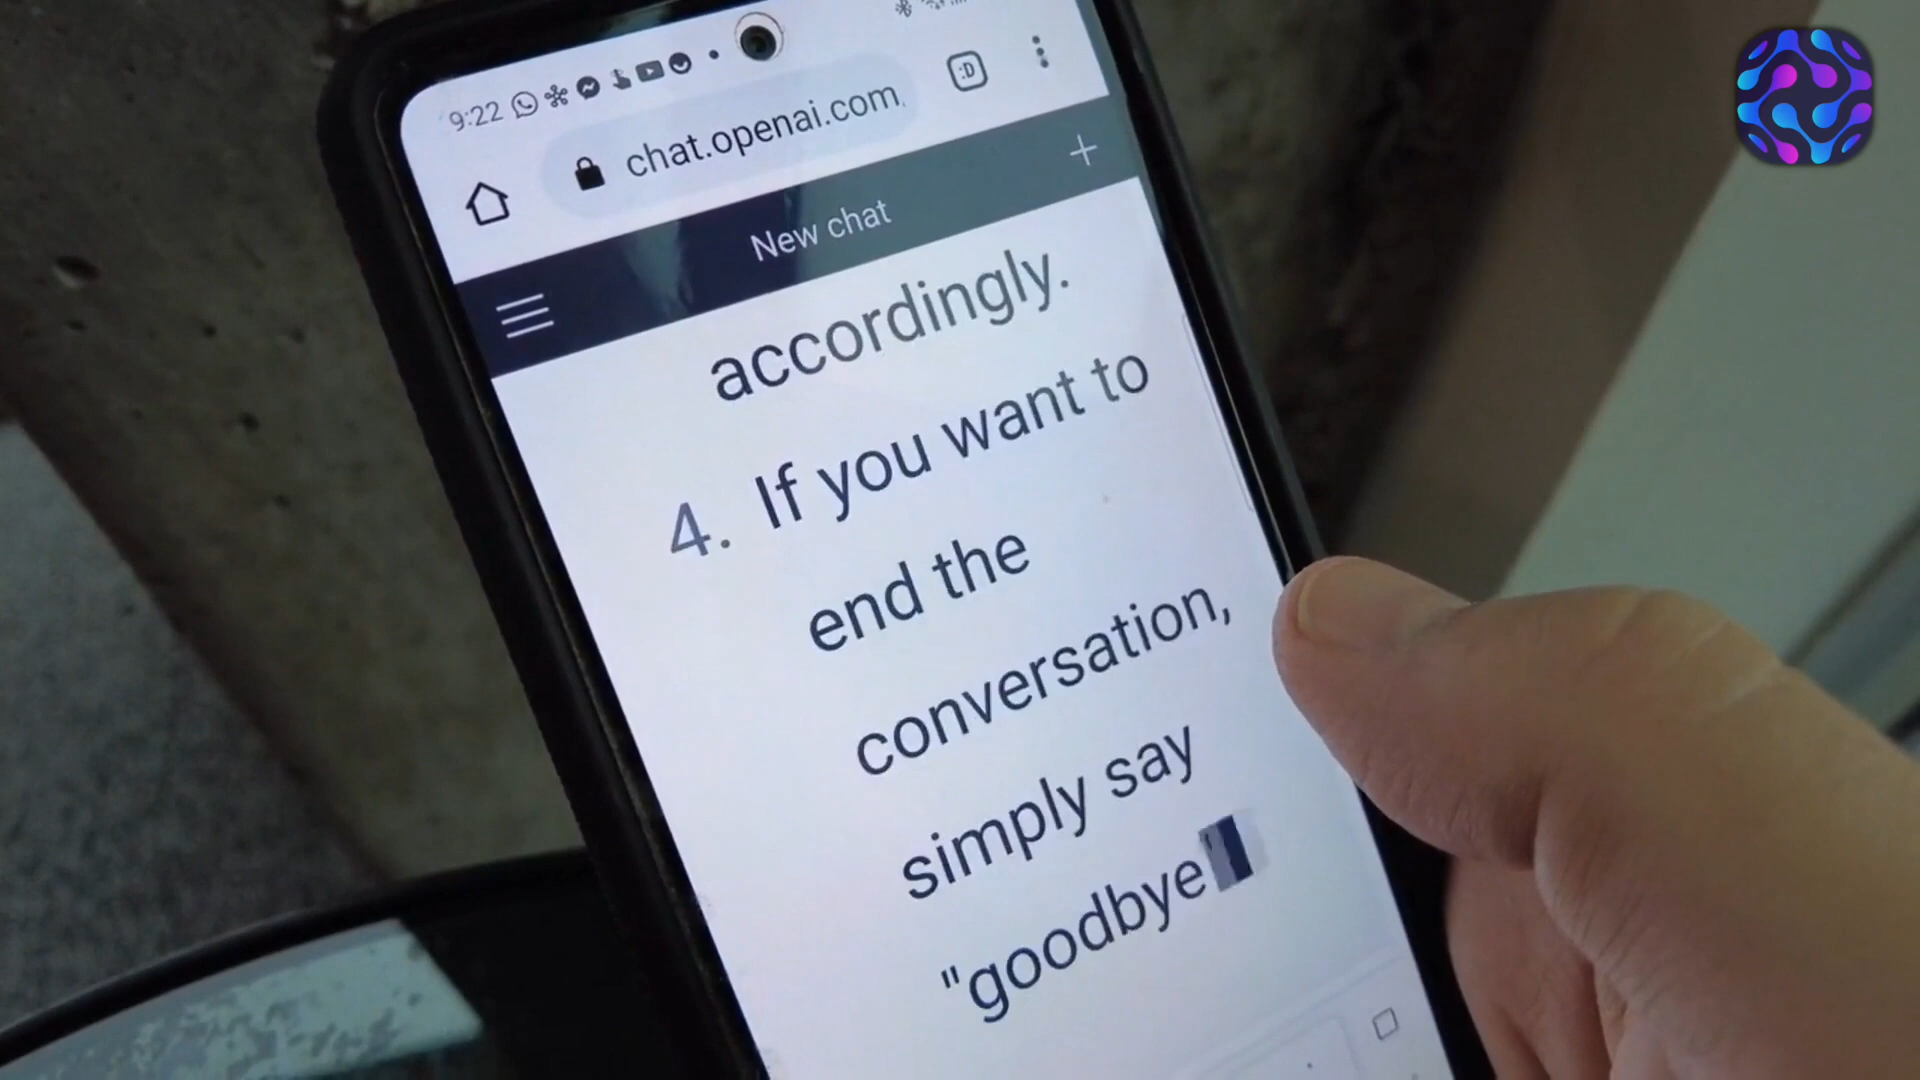 9:22
chat.openai.com
:D
New chat
accordingly.
4. If you want to
end the
conversation,
simply say
"goodbye